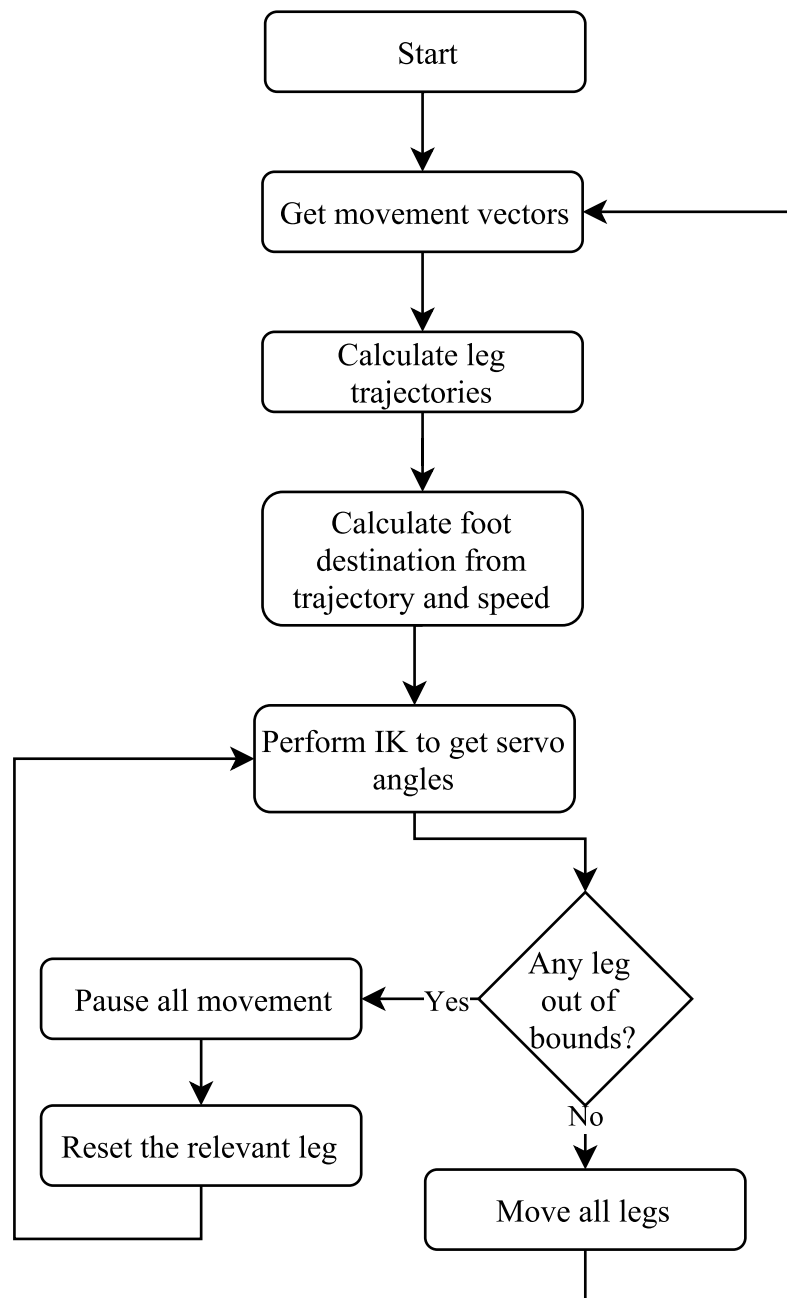 Start
Get movement vectors
Calculate leg
trajectories
Calculate foot
destination from
trajectory and speed
Perform IK to get servo
angles
Any leg
out of
bounds?
Yes
Pause all movement
Reset the relevant leg
No
Move all legs